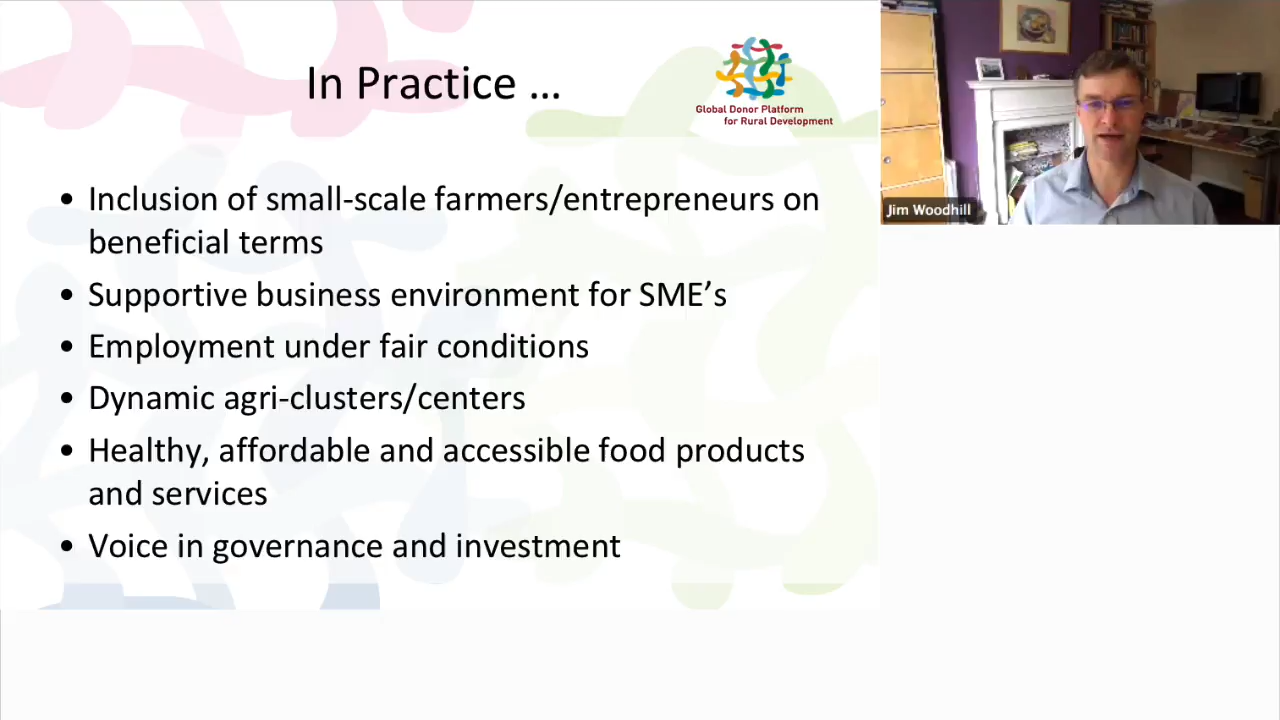 In Practice ...
Global Donor Platform
for Rural Development
• Inclusion of small-scale farmers/entrepreneurs on
beneficial terms
• Supportive business environment for SME’s
• Employment under fair conditions
• Dynamic agri-clusters/centers
• Healthy, affordable and accessible food products
and services
• Voice in governance and investment
Jim Woodhill